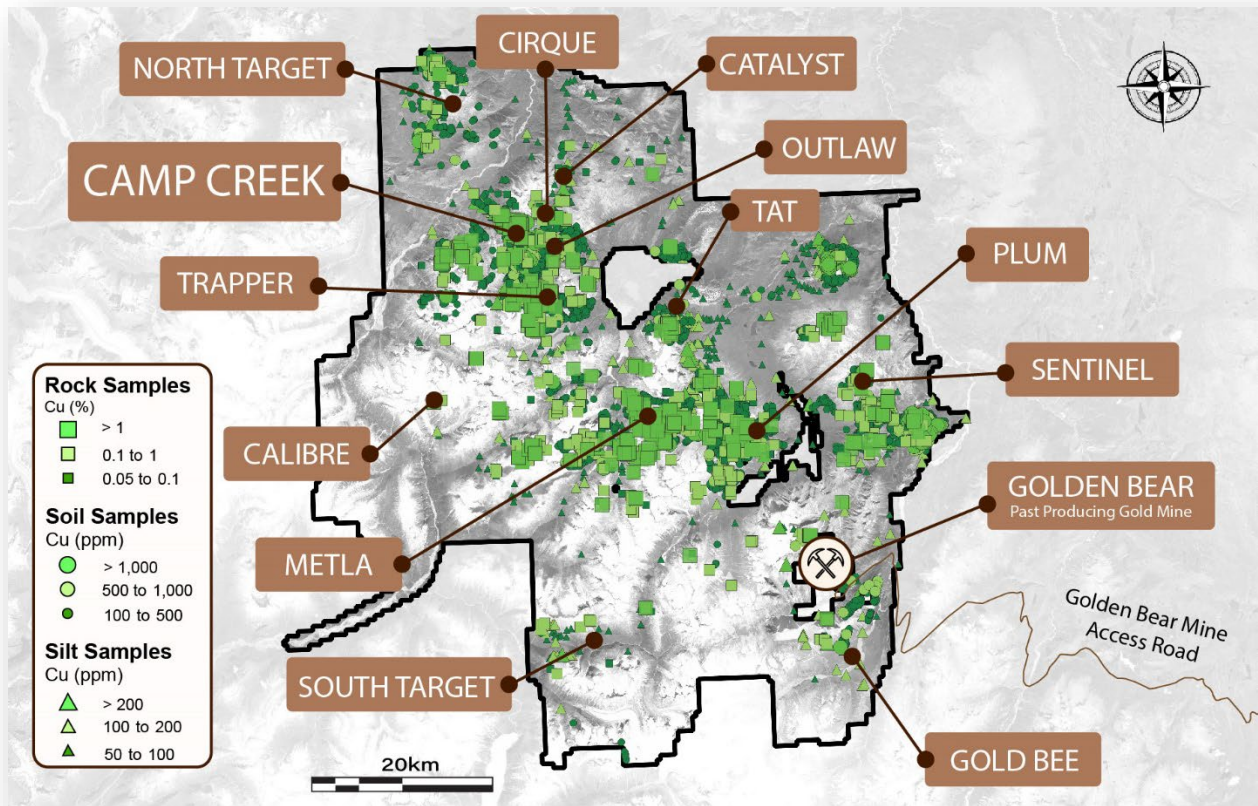 CIRQUE
NORTH TARGET
CATALYST
OUTLAW
CAMP CREEK
TAT
PLUM
TRAPPER
SENTINEL
CALIBRE
GOLDEN BEAR
Past Producing Gold Mine
METLA
Golden Bear Mine
Access Road
SOUTH TARGET
GOLD BEE
Rock Samples
Cu (%)
> 1
0.1 to 1
0.05 to 0.1
Soil Samples
Cu (ppm)
> 1,000
500 to 1,000
100 to 500
Silt Samples
Cu (ppm)
> 200
100 to 200
50 to 100
20km